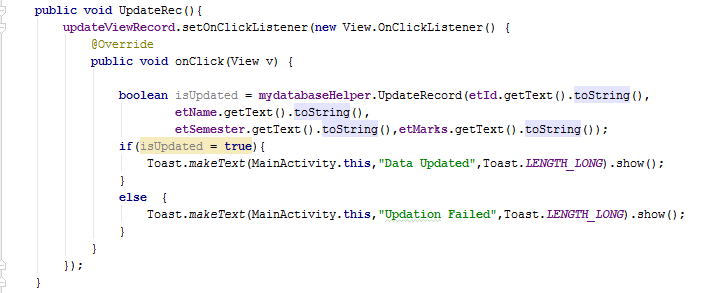 public void UpdateRec(){
updateViewRecord.setOnClickListener(new View.OnClickListener() {
@Override
public void onClick(View v) {
boolean isUpdated = mydatabaseHelper.UpdateRecord(etId.getText().toString(),
etName.getText().toString(),
etSemester.getText().toString(),etMarks.getText().toString());
if(isUpdated = true){
Toast.makeText(MainActivity.this,"Data Updated",Toast.LENGTH_LONG).show();
}
else  {
Toast.makeText(MainActivity.this,"Updation Failed",Toast.LENGTH_LONG).show();
}
}
});
}